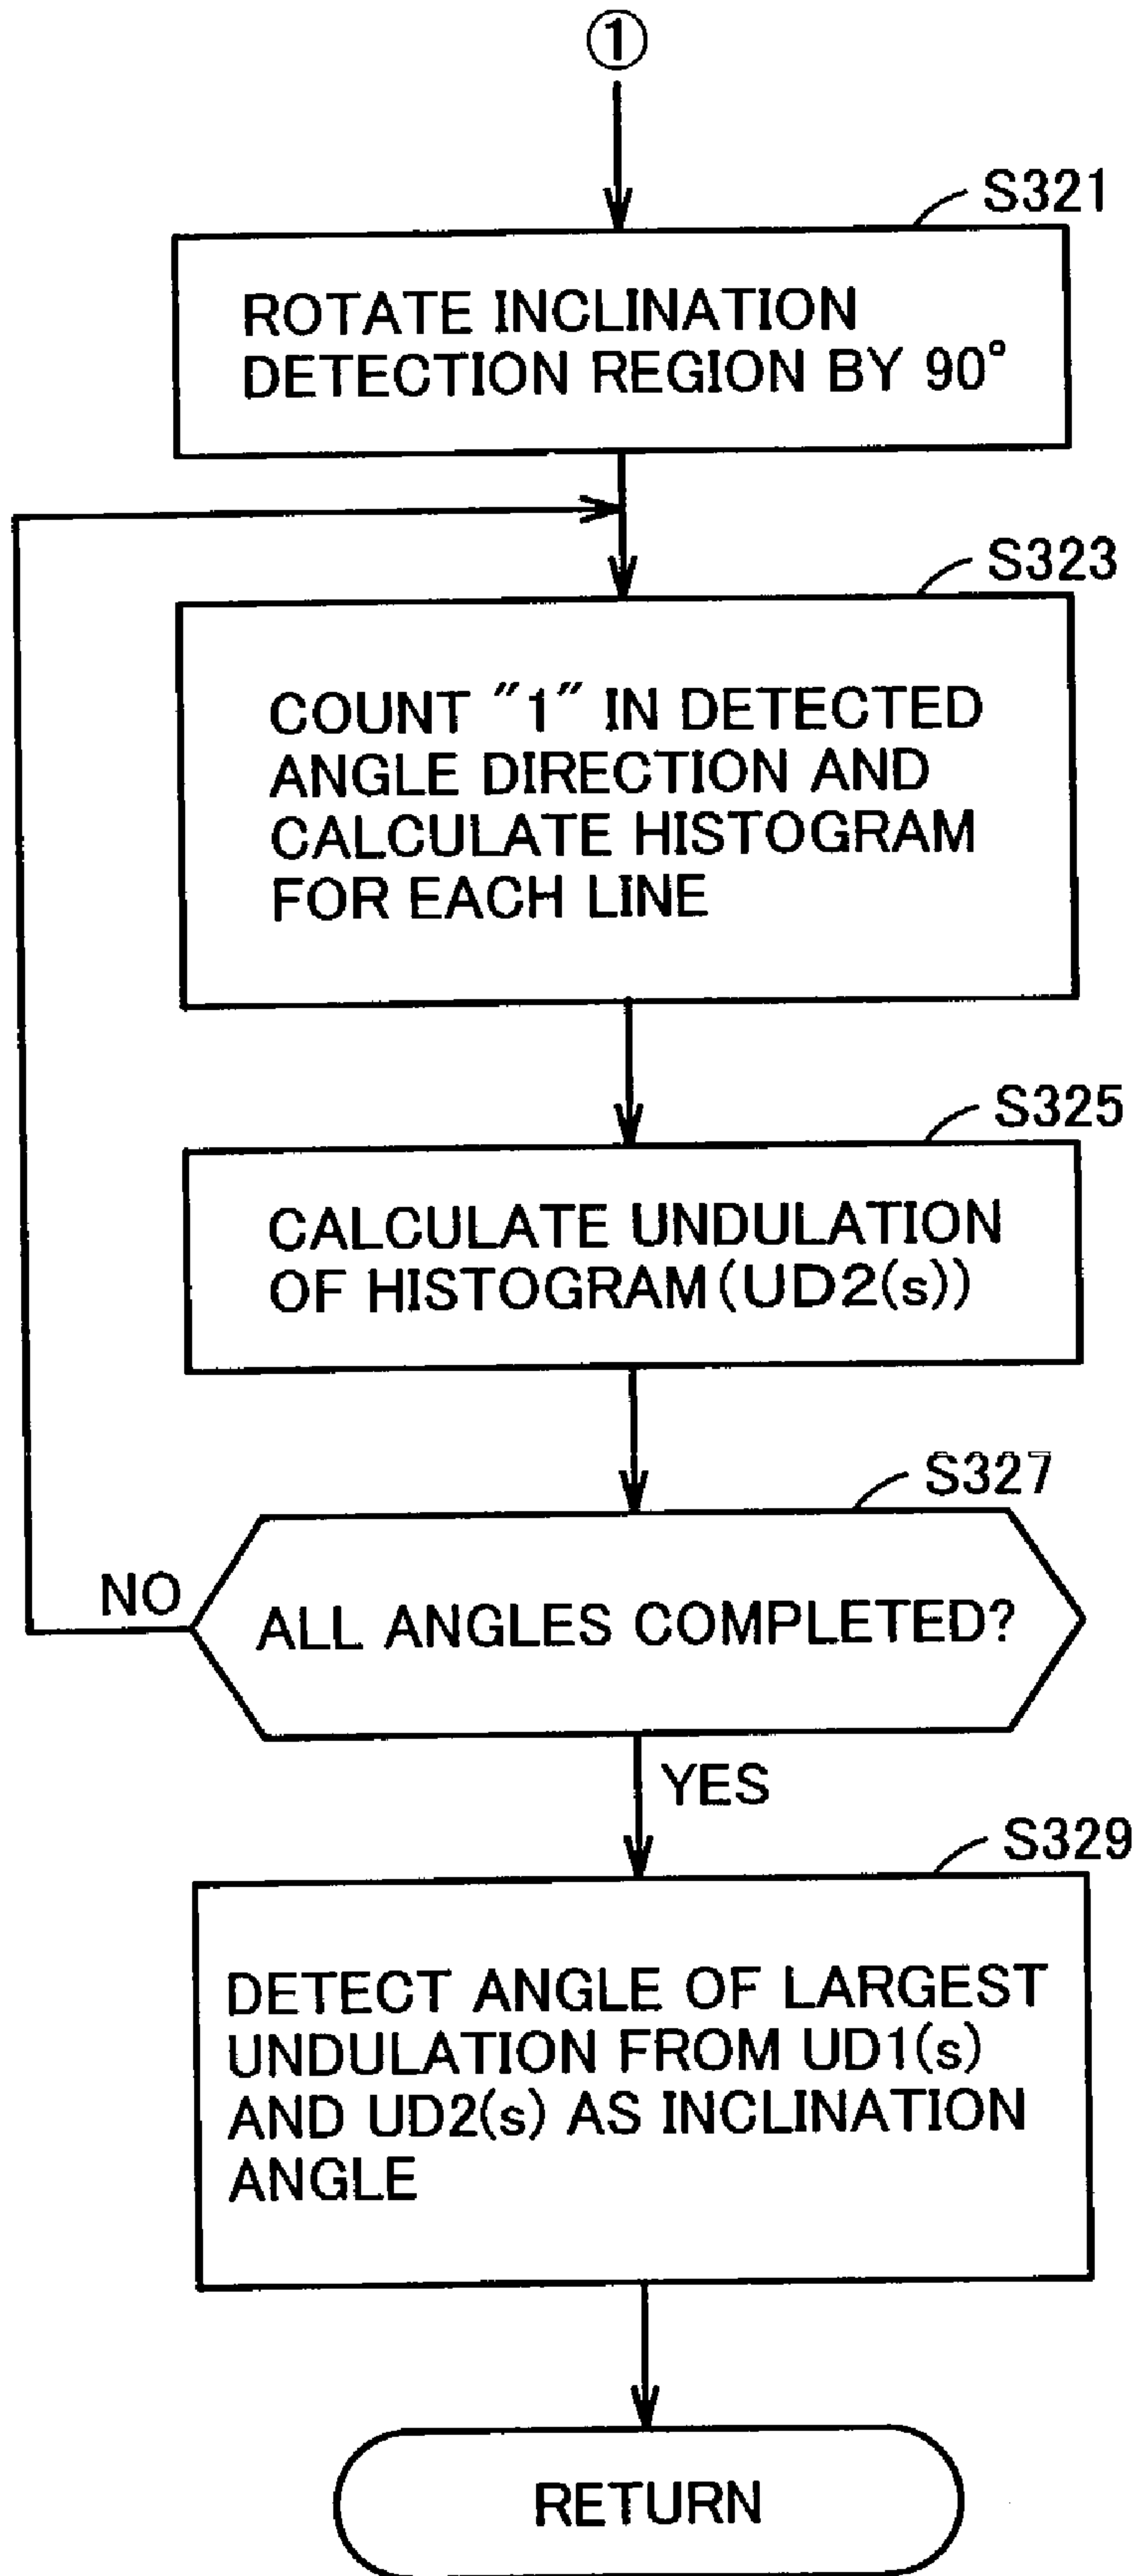 ①
S321
ROTATE INCLINATION
DETECTION REGION BY 90°
S323
COUNT "1" IN DETECTED
ANGLE DIRECTION AND
CALCULATE HISTOGRAM
FOR EACH LINE
S325
CALCULATE UNDULATION
OF HISTOGRAM(UD2(s))
S327
NO
ALL ANGLES COMPLETED?
YES
S329
DETECT ANGLE OF LARGEST
UNDULATION FROM UD1(s)
AND UD2(s) AS INCLINATION
ANGLE
RETURN